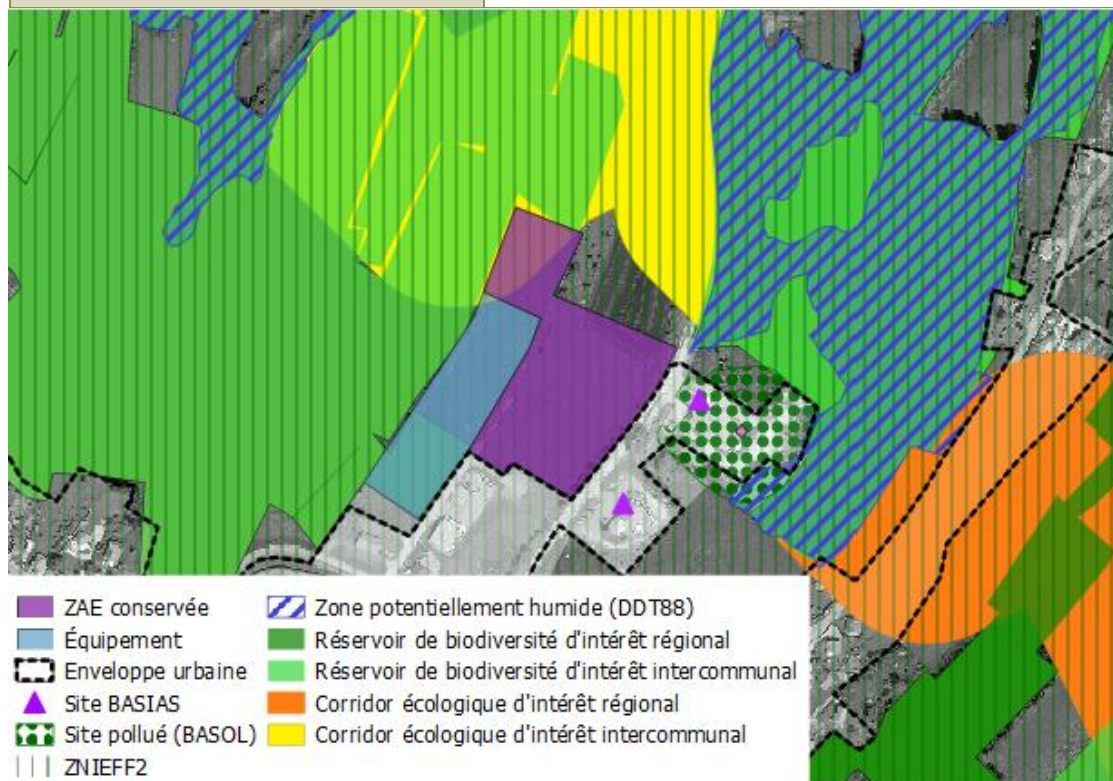 ZAE conservée
Équipement
Enveloppe urbaine
Site BASIAS
Site pollué (BASOL)
ZNIEFF2
Zone potentiellement humide (DDT88)
Réservoir de biodiversité d'intérêt régional
Réservoir de biodiversité d'intérêt intercommunal
Corridor écologique d'intérêt régional
Corridor écologique d'intérêt intercommunal